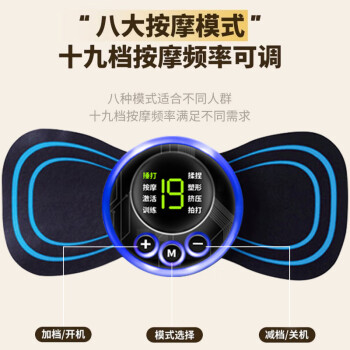 “八大按摩模式”
十九档按摩频率可调
八种模式适合不同人群
十九档按摩频率满足不同需求
捶打 揉捏
按摩 塑形
激活 挤压
训练 拍打
19
+ M −
加档/开机 模式选择 减档/关机